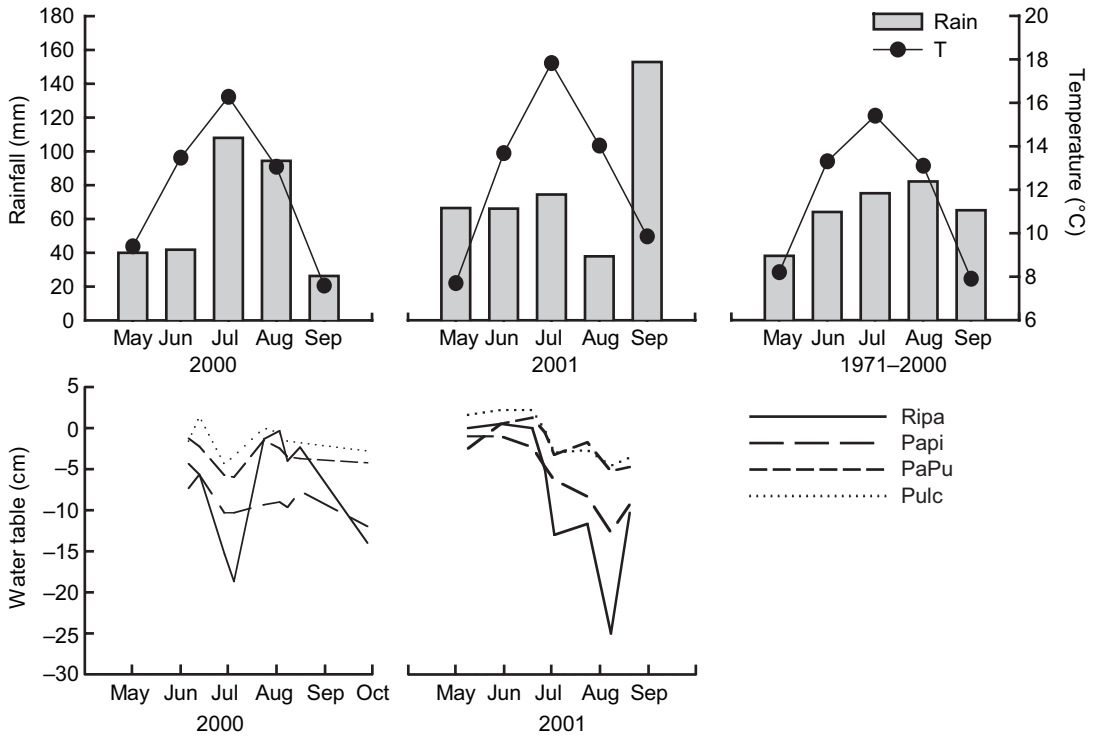 180
160
140
120
100
80
60
40
20
0
Rainfall (mm)
May Jun Jul Aug Sep
2000
May Jun Jul Aug Sep
2001
May Jun Jul Aug Sep
1971–2000
Rain
T
20
18
16
14
12
10
8
6
Temperature (°C)
5
0
–5
–10
–15
–20
–25
–30
Water table (cm)
May Jun Jul Aug Sep Oct
2000
May Jun Jul Aug Sep
2001
Ripa
Papi
PaPu
Pulc